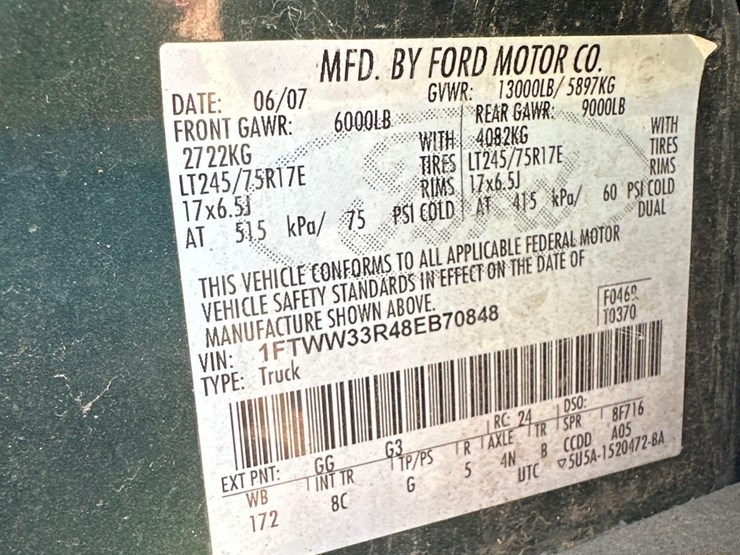 MFD. BY FORD MOTOR CO.
DATE: 06/07 GVWR: 13000LB/5897KG
FRONT GAWR: 6000LB REAR GAWR: 9000LB
2722KG WITH 4082KG WITH
LT245/75R17E TIRES LT245/75R17E TIRES
17x6.5J RIMS 17x6.5J RIMS
AT 515 kPa/ 75 PSI COLD AT 415 kPa/ 60 PSI COLD
DUAL
THIS VEHICLE CONFORMS TO ALL APPLICABLE FEDERAL MOTOR
VEHICLE SAFETY STANDARDS IN EFFECT ON THE DATE OF
MANUFACTURE SHOWN ABOVE.
VIN: 1FTWW33R48EB70848 F0462
TYPE: Truck T0370
EXT PNT: GG G3 RC: 24 DSO: 8F716
WB INT TR TP/PS R AXLE TR SPR A05
172 8C G 5 4N B CCDD
UTC 5U5A-1520472-BA